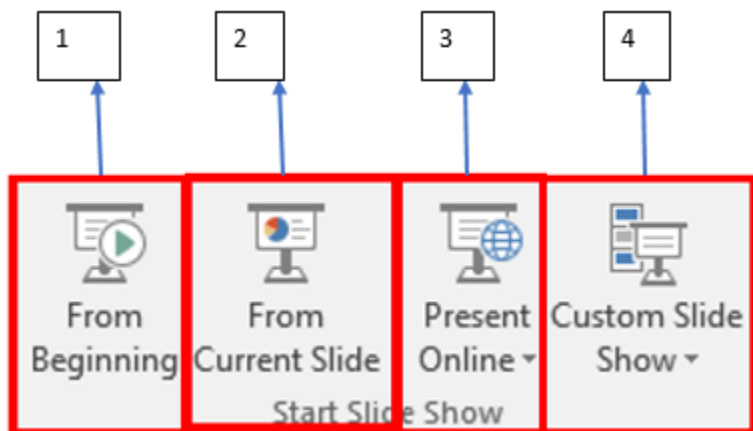 1
2
3
4
From
Beginning
From
Current Slide
Present
Online
Custom Slide
Show
Start Slide Show